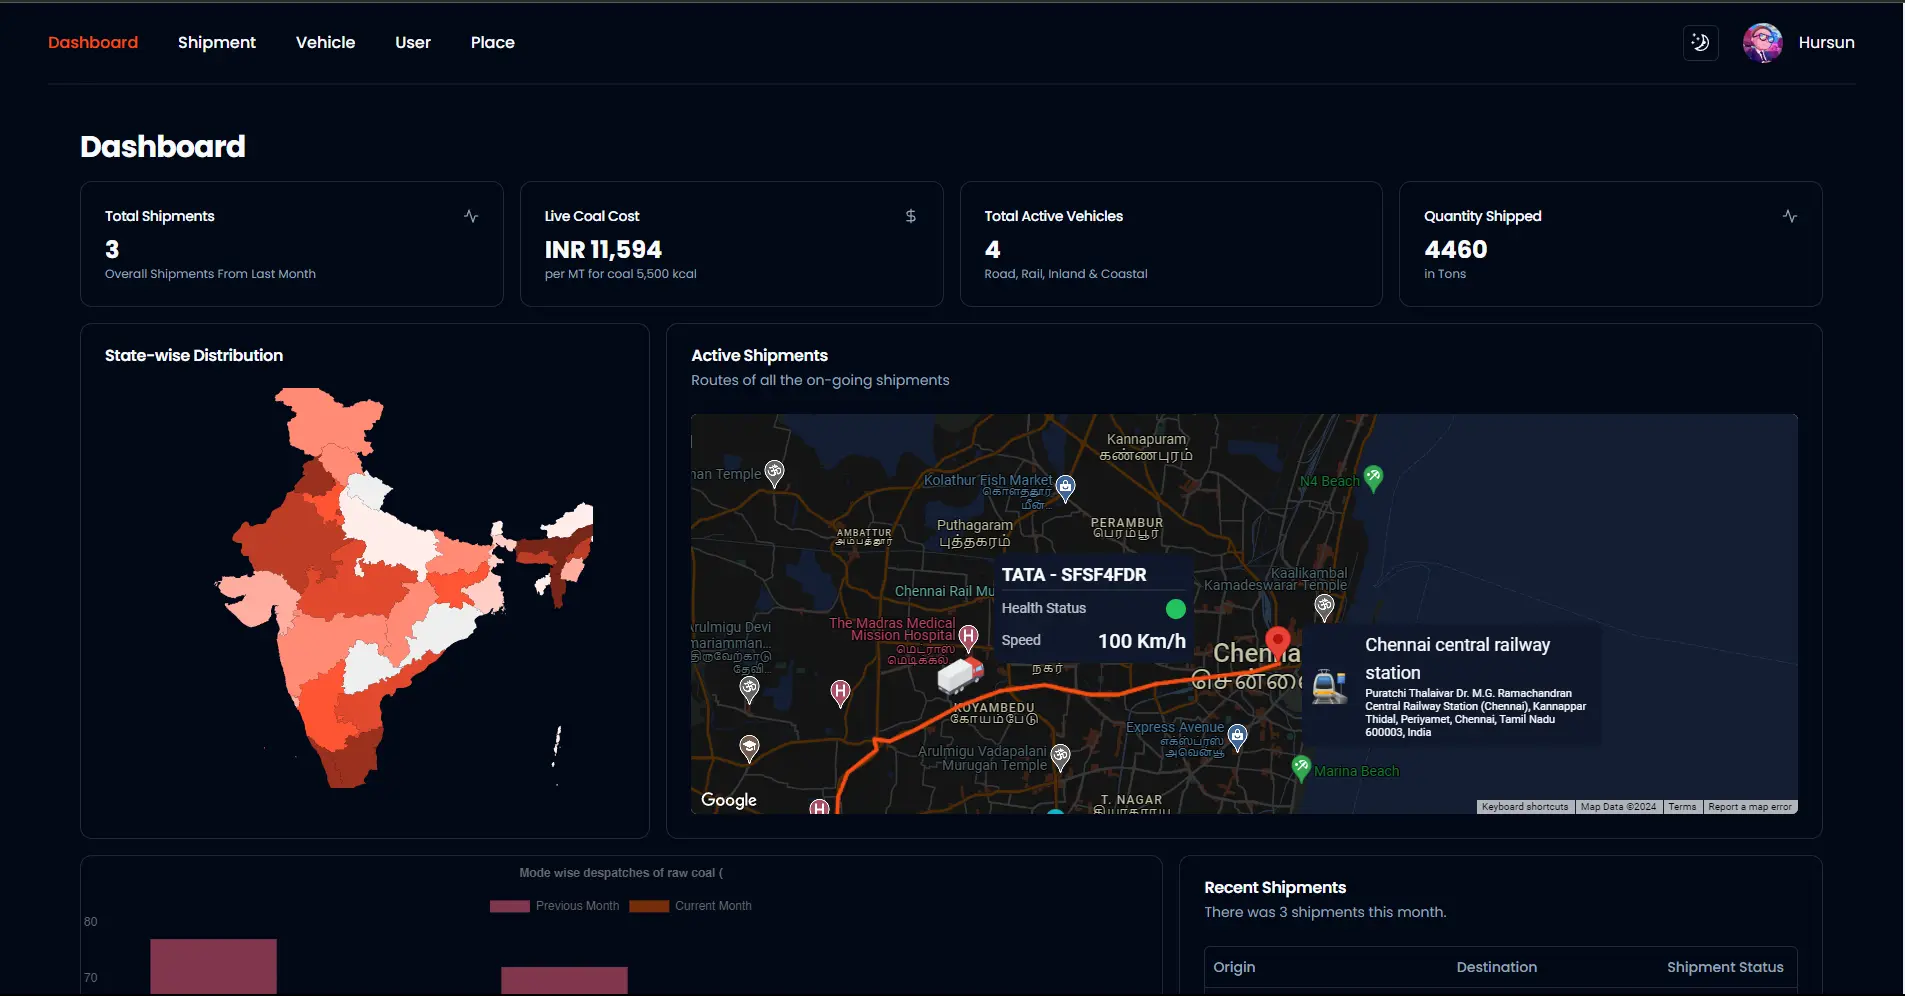 Dashboard Shipment Vehicle User Place Hursun
Dashboard
Total Shipments
3
Overall Shipments From Last Month
Live Coal Cost $
INR 11,594
per MT for coal 5,500 kcal
Total Active Vehicles
4
Road, Rail, Inland & Coastal
Quantity Shipped
4460
in Tons
State-wise Distribution
Active Shipments
Routes of all the on-going shipments
Kannapuram
கண்ணபுரம்
Temple
Kolathur Fish Market
கொளத்தூர்
மீன்...
N4 Beach
AMBATTUR
அம்பத்தூர்
Puthagaram
புத்தகரம்
PERAMBUR
பெரம்பூர்
TATA - SFSF4FDR
Health Status
Speed 100 Km/h
Chennai Rail Mu
Kaalikambal
Kamadeswarar Temple
The Madras Medical
Mission Hospital
மெட்ராஸ்
மெடிக்கல்
H
rulmigu Devi
mariamman...
திருவேற்காடு
தேவி...
நகர்
Chenna
சென்னை
Chennai central railway
station
Puratchi Thalaivar Dr. M.G. Ramachandran
Central Railway Station (Chennai), Kannappar
Thidal, Periyamet, Chennai, Tamil Nadu
600003, India
H
KOYAMBEDU
கோயம்பேடு
Express Avenue
எக்ஸ்பிரஸ்
அவென்யூ
Arulmigu Vadapalani
Murugan Temple
Marina Beach
T. NAGAR
தியாகராய
H
Google
Keyboard shortcuts Map Data ©2024 Terms Report a map error
Mode wise despatches of raw coal (
Previous Month Current Month
80
70
Recent Shipments
There was 3 shipments this month.
Origin Destination Shipment Status